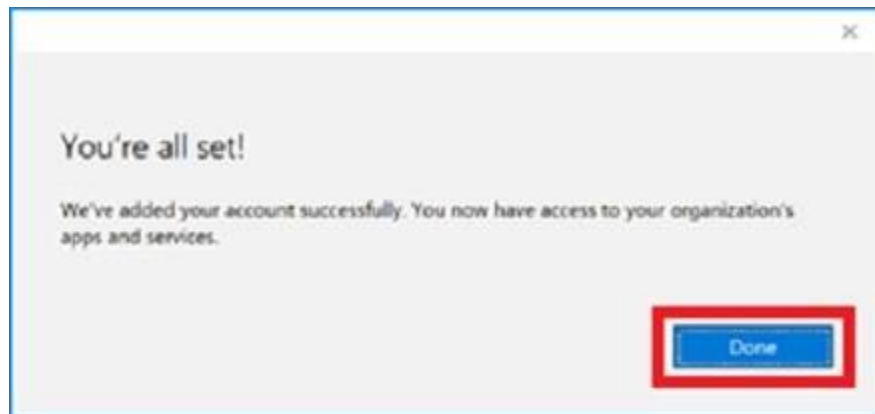 You're all set!
We've added your account successfully. You now have access to your organization's
apps and services.
Done